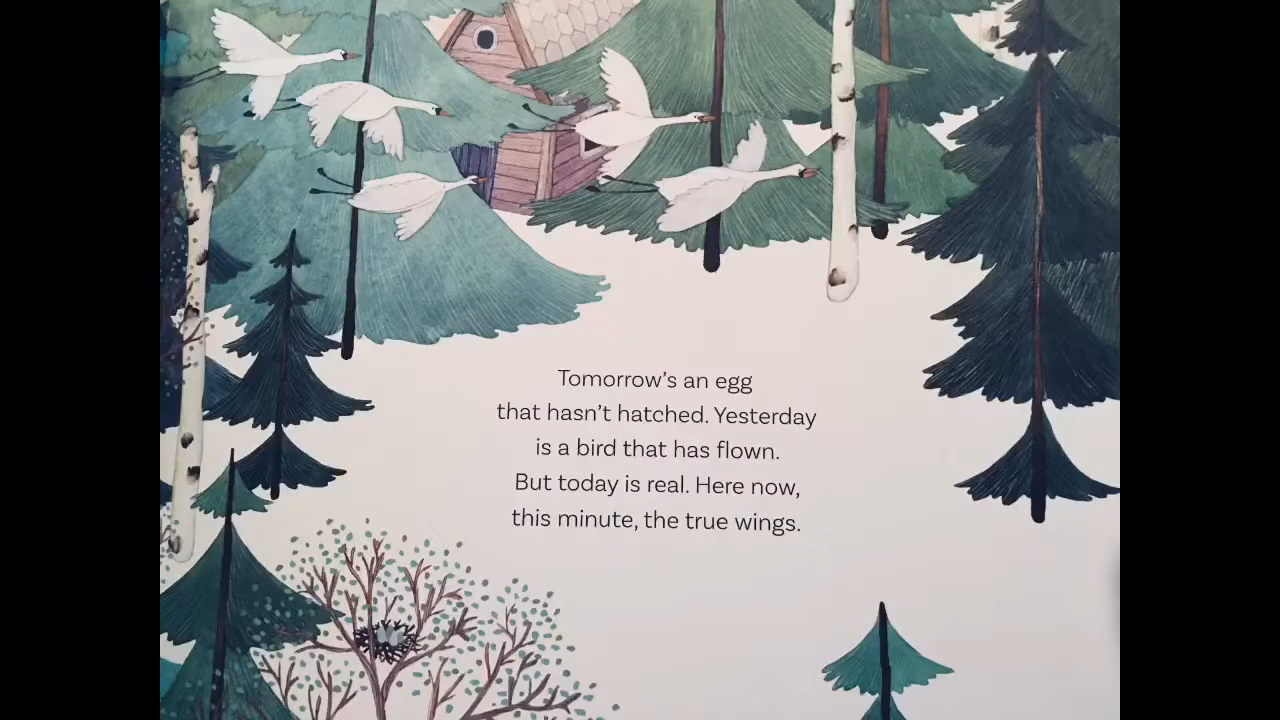 Tomorrow's an egg
that hasn't hatched. Yesterday
is a bird that has flown.
But today is real. Here now,
this minute, the true wings.